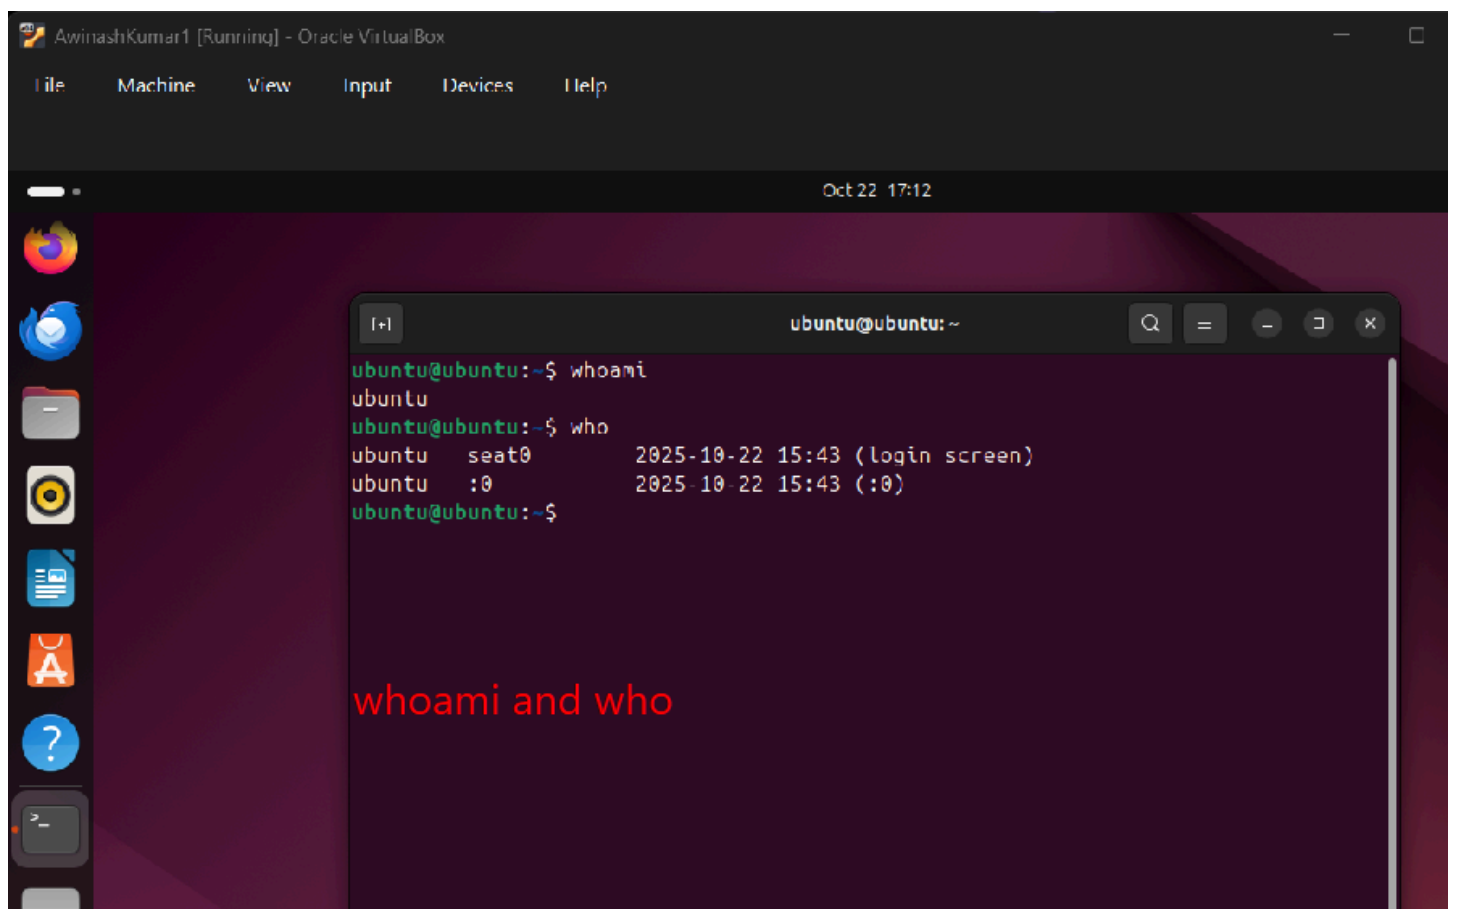 AwinashKumar1 [Running] - Oracle VirtualBox
File Machine View Input Devices Help
Oct 22 17:12
ubuntu@ubuntu: ~
ubuntu@ubuntu:~$ whoami
ubuntu
ubuntu@ubuntu:~$ who
ubuntu seat0 2025-10-22 15:43 (login screen)
ubuntu :0 2025-10-22 15:43 (:0)
ubuntu@ubuntu:~$
whoami and who